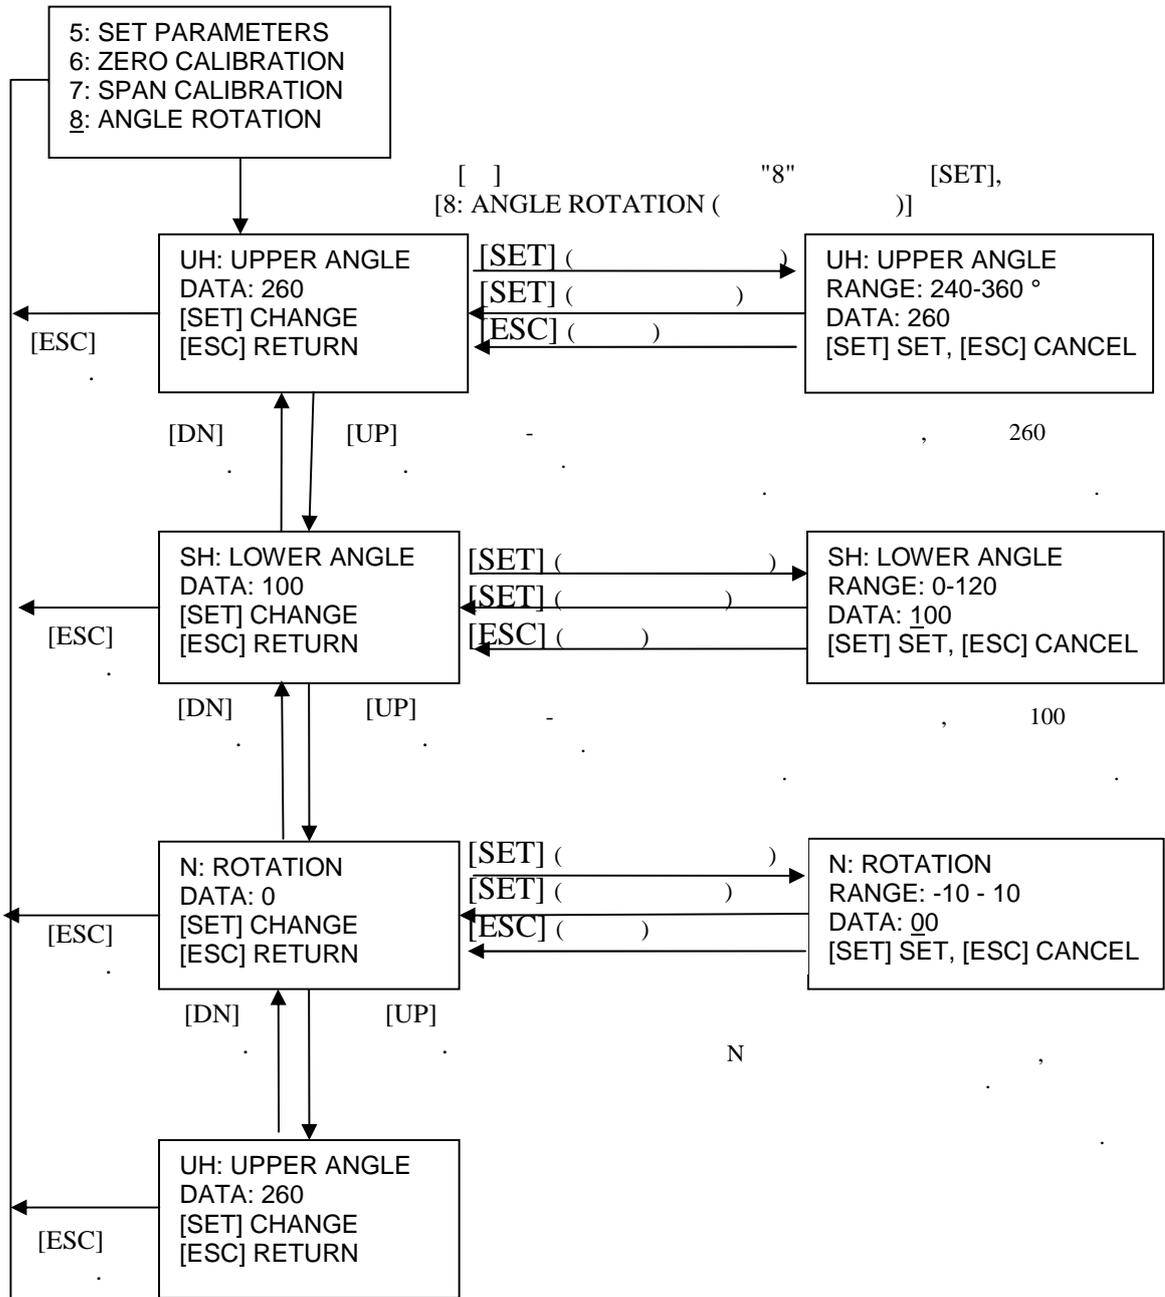 5: SET PARAMETERS
6: ZERO CALIBRATION
7: SPAN CALIBRATION
8: ANGLE ROTATION
[ ] "8" [SET],
[8: ANGLE ROTATION ( )]
UH: UPPER ANGLE
DATA: 260
[SET] CHANGE
[ESC] RETURN
[SET] ( )
[SET] ( )
[ESC] ( )
UH: UPPER ANGLE
RANGE: 240-360 °
DATA: 260
[SET] SET, [ESC] CANCEL
[ESC]
.
[DN] [UP] - , 260
. . .
. .
SH: LOWER ANGLE
DATA: 100
[SET] CHANGE
[ESC] RETURN
[SET] ( )
[SET] ( )
[ESC] ( )
SH: LOWER ANGLE
RANGE: 0-120
DATA: 100
[SET] SET, [ESC] CANCEL
[ESC]
.
[DN] [UP] - , 100
. . .
. .
N: ROTATION
DATA: 0
[SET] CHANGE
[ESC] RETURN
[SET] ( )
[SET] ( )
[ESC] ( )
N: ROTATION
RANGE: -10 - 10
DATA: 00
[SET] SET, [ESC] CANCEL
[ESC]
.
[DN] [UP]
. . N ,
.
.
UH: UPPER ANGLE
DATA: 260
[SET] CHANGE
[ESC] RETURN
[ESC]
.